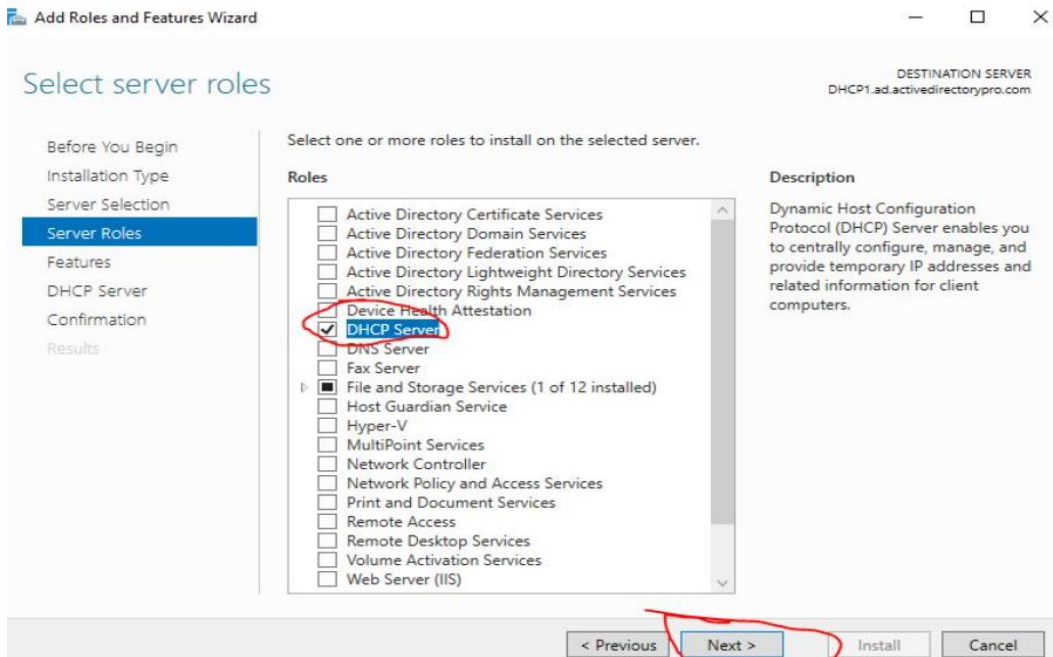 Add Roles and Features Wizard
Select server roles
DESTINATION SERVER
DHCP1.ad.activedirectorypro.com
Before You Begin
Installation Type
Server Selection
Server Roles
Features
DHCP Server
Confirmation
Results
Select one or more roles to install on the selected server.
Roles
Active Directory Certificate Services
Active Directory Domain Services
Active Directory Federation Services
Active Directory Lightweight Directory Services
Active Directory Rights Management Services
Device Health Attestation
DHCP Server
DNS Server
Fax Server
File and Storage Services (1 of 12 installed)
Host Guardian Service
Hyper-V
MultiPoint Services
Network Controller
Network Policy and Access Services
Print and Document Services
Remote Access
Remote Desktop Services
Volume Activation Services
Web Server (IIS)
Description
Dynamic Host Configuration
Protocol (DHCP) Server enables you
to centrally configure, manage, and
provide temporary IP addresses and
related information for client
computers.
< Previous
Next >
Install
Cancel